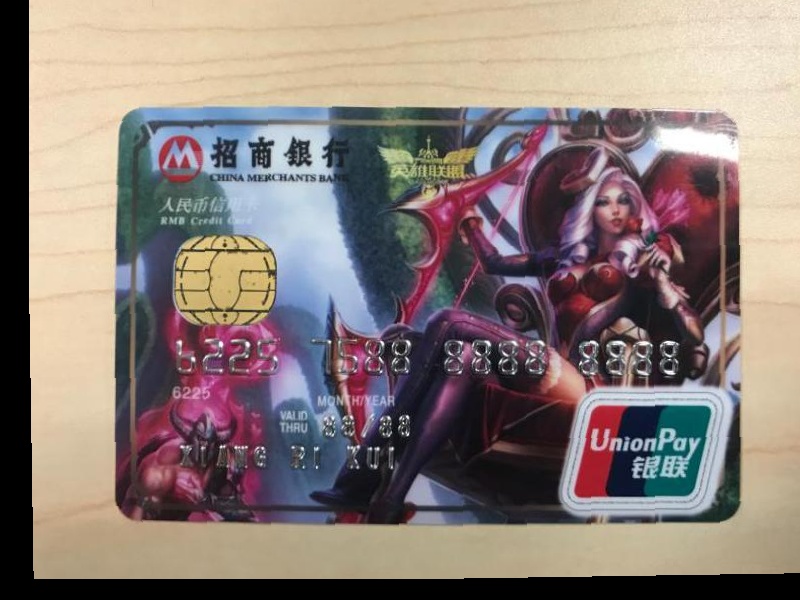 招商银行
CHINA MERCHANTS BANK
英雄联盟
人民币信用卡
RMB Credit Card
6225 7588 8888 8888
6225
MONTH/YEAR
VALID THRU 88/88
XIANG RI KUI
UnionPay
银联